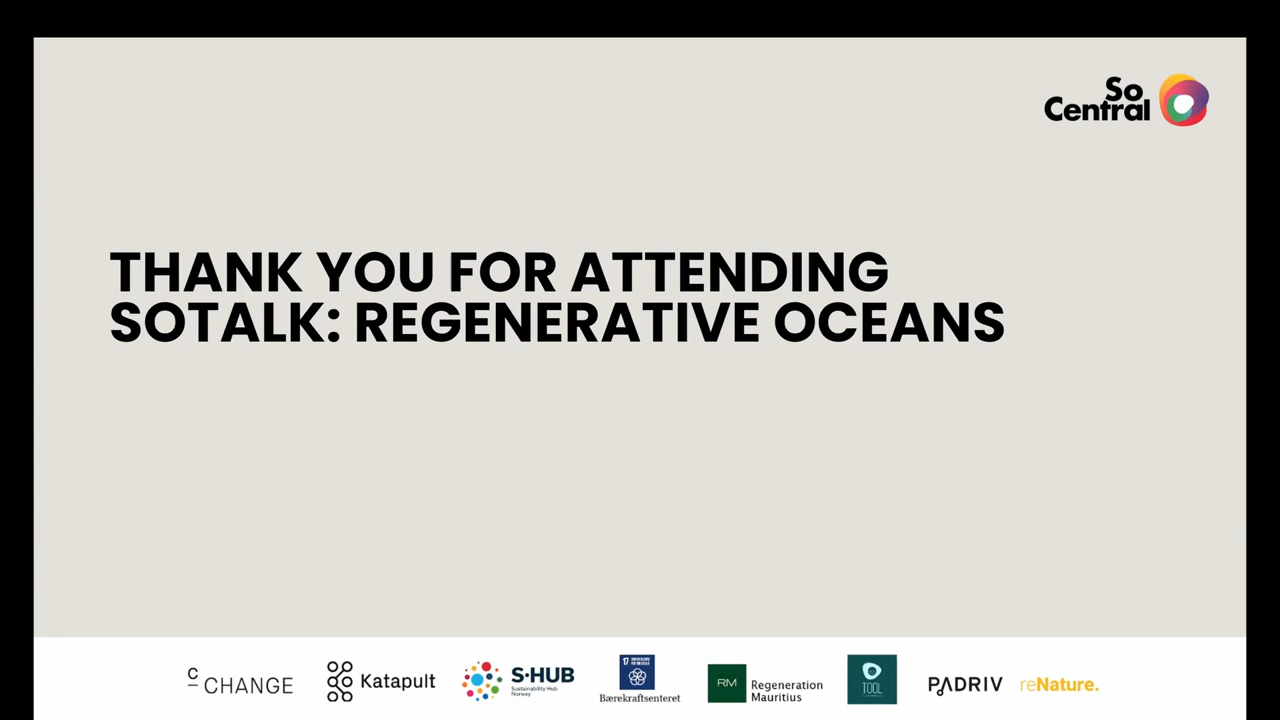 So
Central
THANK YOU FOR ATTENDING
SOTALK: REGENERATIVE OCEANS
C
CHANGE
Katapult
S·HUB
Sustainability Hub
Norway
17
Bærekraftsenteret
RM
Regeneration
Mauritius
TOOL
PADRIV
reNature.